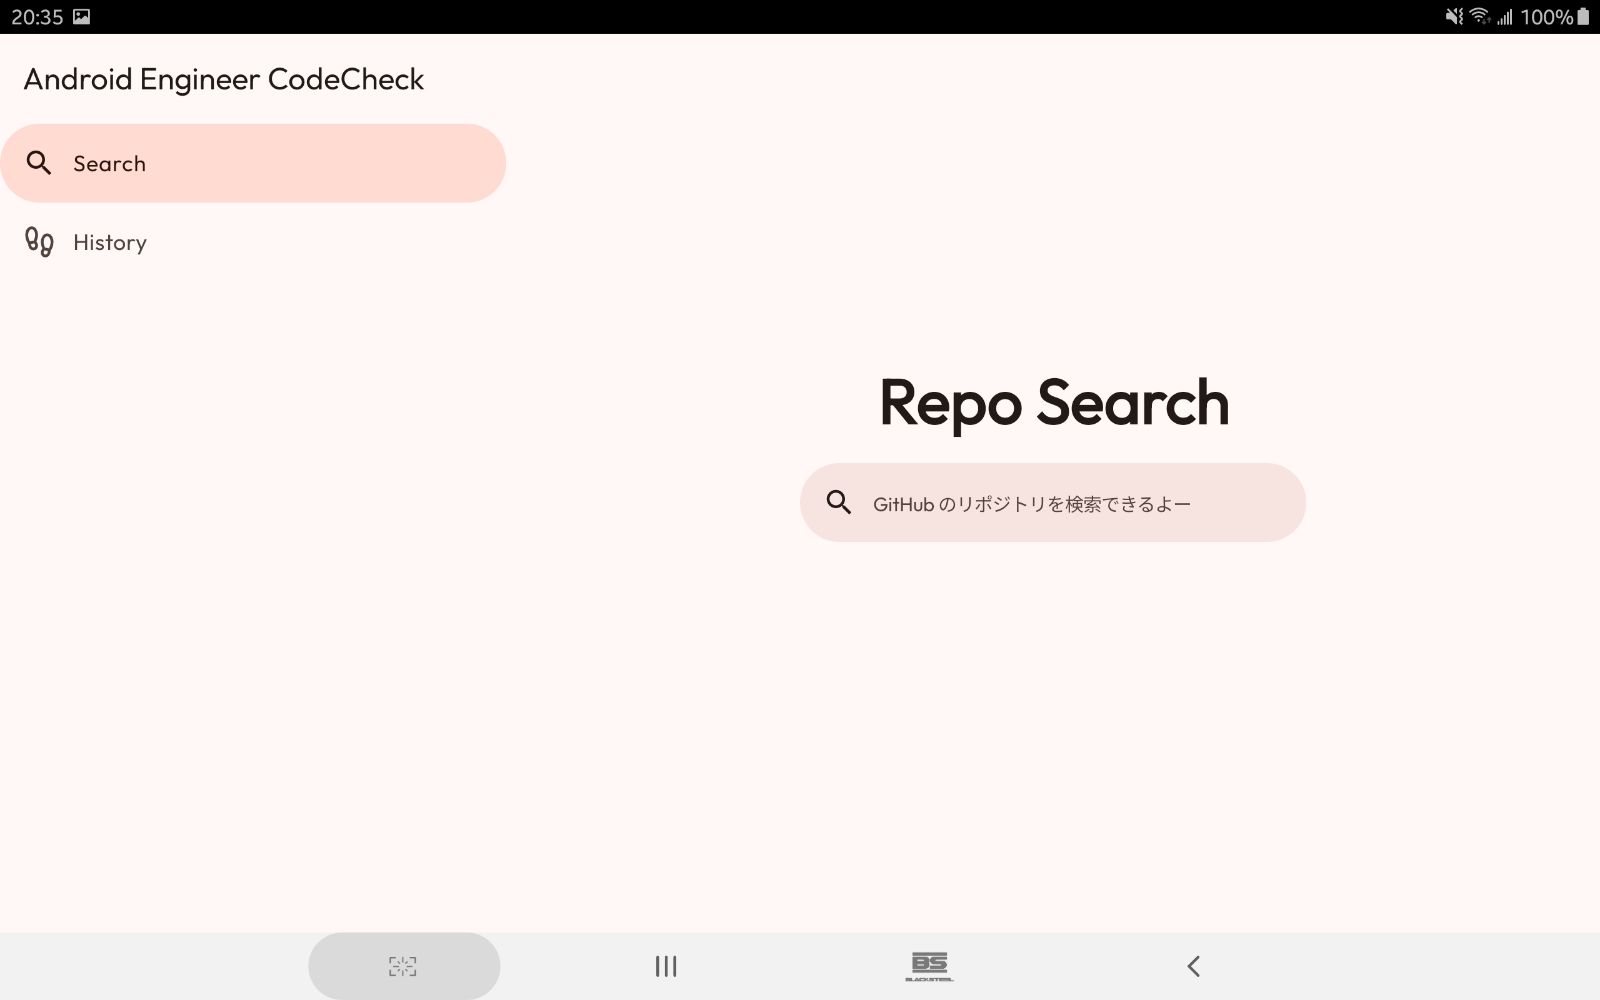 20:35
100%
Android Engineer CodeCheck
Search
History
Repo Search
GitHub のリポジトリを検索できるよー
BS
BLACKSTEEL